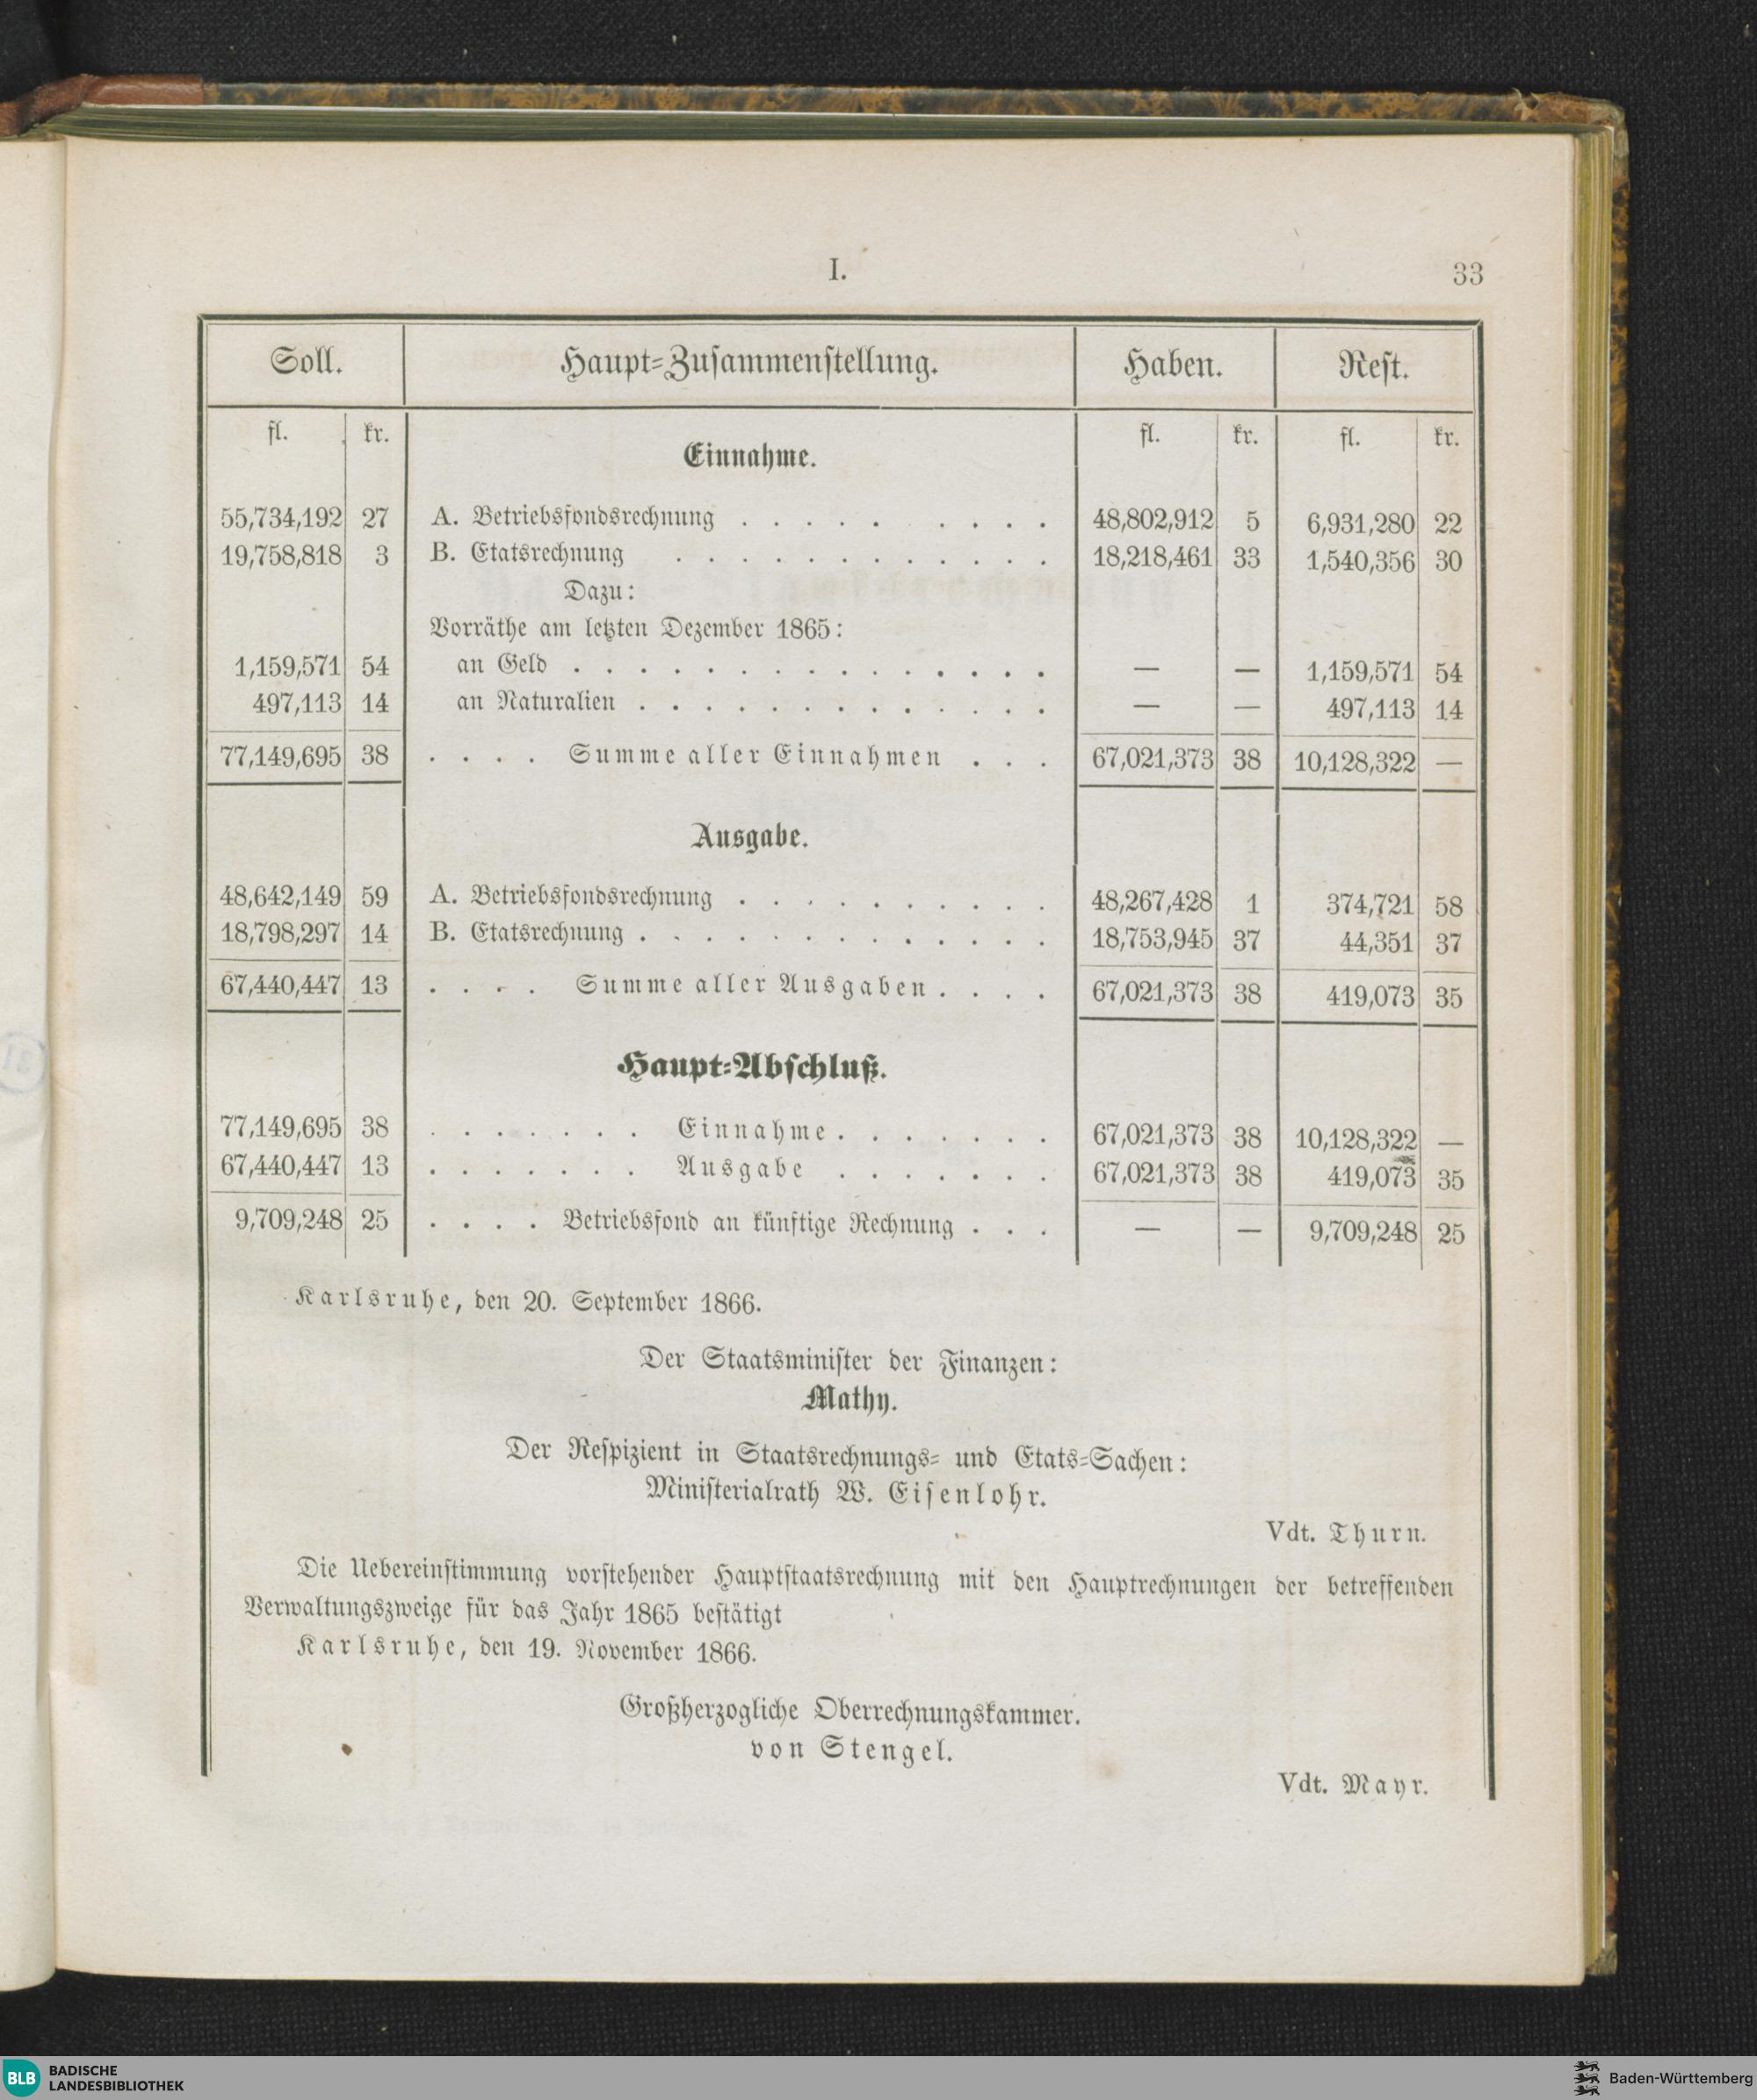 I.
33
Soll. Haupt-Zusammenstellung. Haben. Rest.
fl. kr. fl. kr. fl. kr.
Einnahme.
55,734,192 27 A. Betriebsfondsrechnung . . . . . . . . . . 48,802,912 5 6,931,280 22
19,758,818 3 B. Etatsrechnung . . . . . . . . . . . . 18,218,461 33 1,540,356 30
Dazu:
Vorräthe am letzten Dezember 1865:
1,159,571 54 an Geld . . . . . . . . . . . . . . . — — 1,159,571 54
497,113 14 an Naturalien . . . . . . . . . . . . . — — 497,113 14
77,149,695 38 . . . . Summe aller Einnahmen . . . 67,021,373 38 10,128,322 —
Ausgabe.
48,642,149 59 A. Betriebsfondsrechnung . . . . . . . . . . 48,267,428 1 374,721 58
18,798,297 14 B. Etatsrechnung . . . . . . . . . . . . . 18,753,945 37 44,351 37
67,440,447 13 . . . . Summe aller Ausgaben . . . . 67,021,373 38 419,073 35
Haupt-Abschluß.
77,149,695 38 . . . . . . . Einnahme . . . . . . . 67,021,373 38 10,128,322 —
67,440,447 13 . . . . . . . Ausgabe . . . . . . . 67,021,373 38 419,073 35
9,709,248 25 . . . . Betriebsfond an künftige Rechnung . . . — — 9,709,248 25
Karlsruhe, den 20. September 1866.
Der Staatsminister der Finanzen:
Mathy.
Der Respizient in Staatsrechnungs- und Etats-Sachen:
Ministerialrath W. Eisenlohr.
Vdt. Thurn.
Die Uebereinstimmung vorstehender Hauptstaatsrechnung mit den Hauptrechnungen der betreffenden
Verwaltungszweige für das Jahr 1865 bestätigt
Karlsruhe, den 19. November 1866.
Großherzogliche Oberrechnungskammer.
von Stengel.
Vdt. Mayr.
BLB BADISCHE
LANDESBIBLIOTHEK
Baden-Württemberg